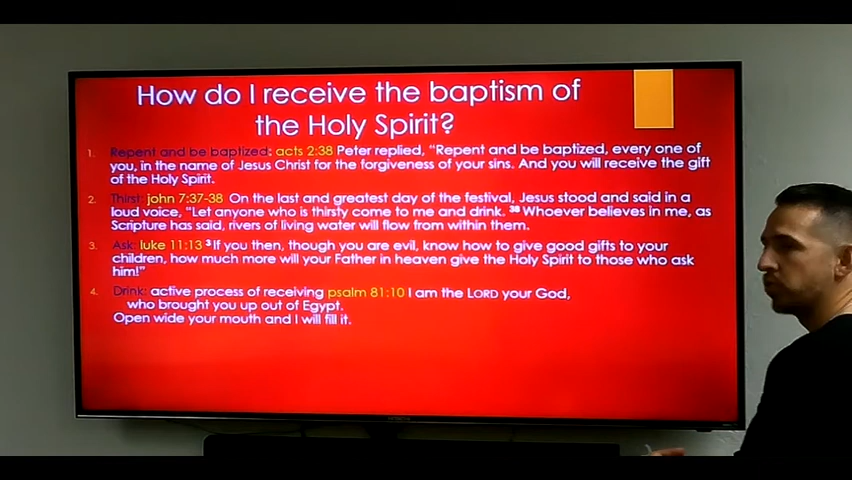 How do I receive the baptism of
the Holy Spirit?
1. Repent and be baptized: acts 2:38 Peter replied, “Repent and be baptized, every one of
you, in the name of Jesus Christ for the forgiveness of your sins. And you will receive the gift
of the Holy Spirit.
2. Thirst: john 7:37-38 On the last and greatest day of the festival, Jesus stood and said in a
loud voice, “Let anyone who is thirsty come to me and drink. 38 Whoever believes in me, as
Scripture has said, rivers of living water will flow from within them.
3. Ask: luke 11:13 3 If you then, though you are evil, know how to give good gifts to your
children, how much more will your Father in heaven give the Holy Spirit to those who ask
him!”
4. Drink: active process of receiving psalm 81:10 I am the LORD your God,
who brought you up out of Egypt.
Open wide your mouth and I will fill it.